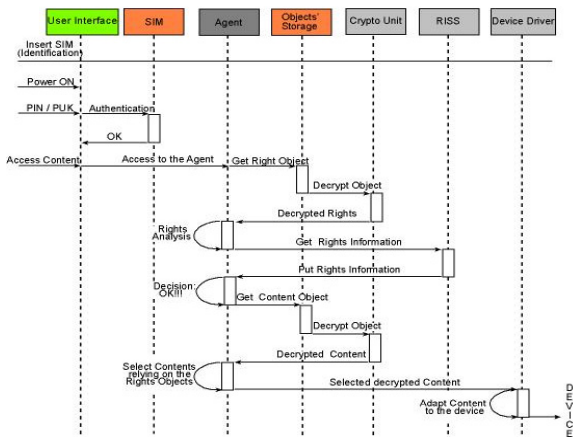 User Interface
SIM
Agent
Objects'
Storage
Crypto Unit
RISS
Device Driver
Insert SIM
(Identification)
Power ON
PIN / PUK
Authentication
OK
Access Content
Access to the Agent
Get Right Object
Decrypt Object
Decrypted Rights
Rights
Analysis
Get Rights Information
Put Rights Information
Decision:
OK!!!
Get Content Object
Decrypt Object
Decrypted Content
Select Contents
relying on the
Rights Objects
Selected decrypted Content
Adapt Content
to the device
DEVICE